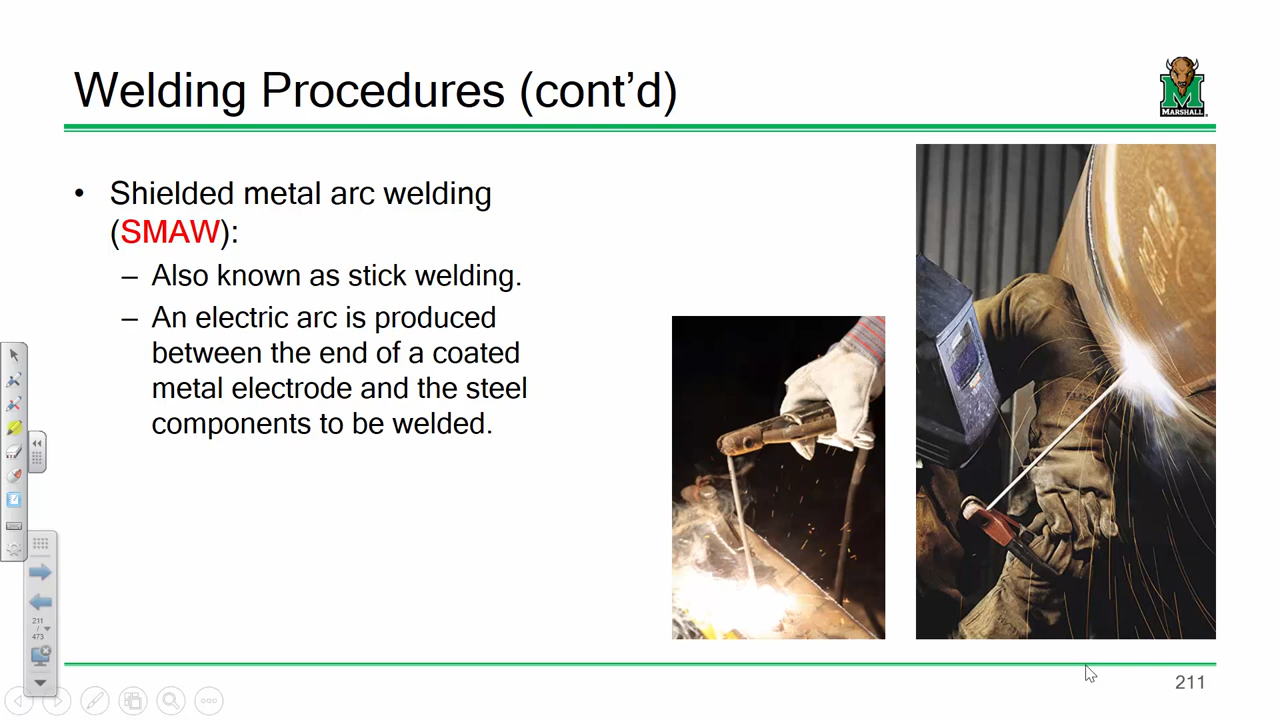 Welding Procedures (cont’d)
MARSHALL
• Shielded metal arc welding
(SMAW):
– Also known as stick welding.
– An electric arc is produced
between the end of a coated
metal electrode and the steel
components to be welded.
211
/
473
211